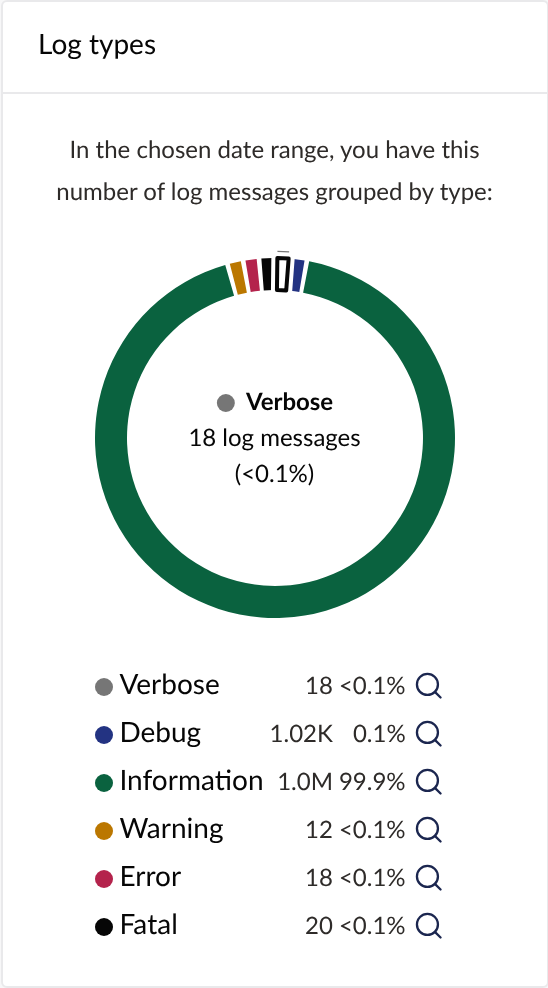 Log types
In the chosen date range, you have this
number of log messages grouped by type:
Verbose
18 log messages
(<0.1%)
Verbose 18 <0.1%
Debug 1.02K 0.1%
Information 1.0M 99.9%
Warning 12 <0.1%
Error 18 <0.1%
Fatal 20 <0.1%